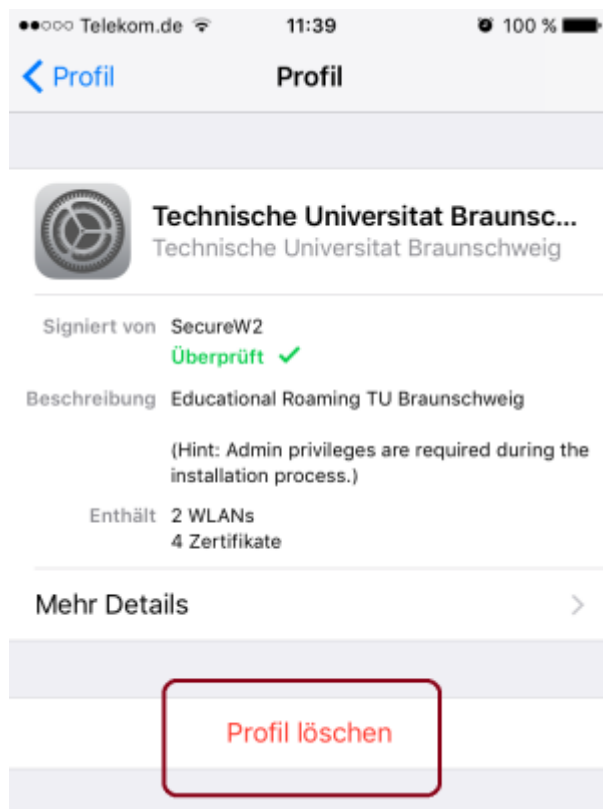 Telekom.de 11:39 100 %
Profil Profil
Technische Universitat Braunsc...
Technische Universitat Braunschweig
Signiert von SecureW2
Überprüft
Beschreibung Educational Roaming TU Braunschweig
(Hint: Admin privileges are required during the
installation process.)
Enthält 2 WLANs
4 Zertifikate
Mehr Details
Profil löschen